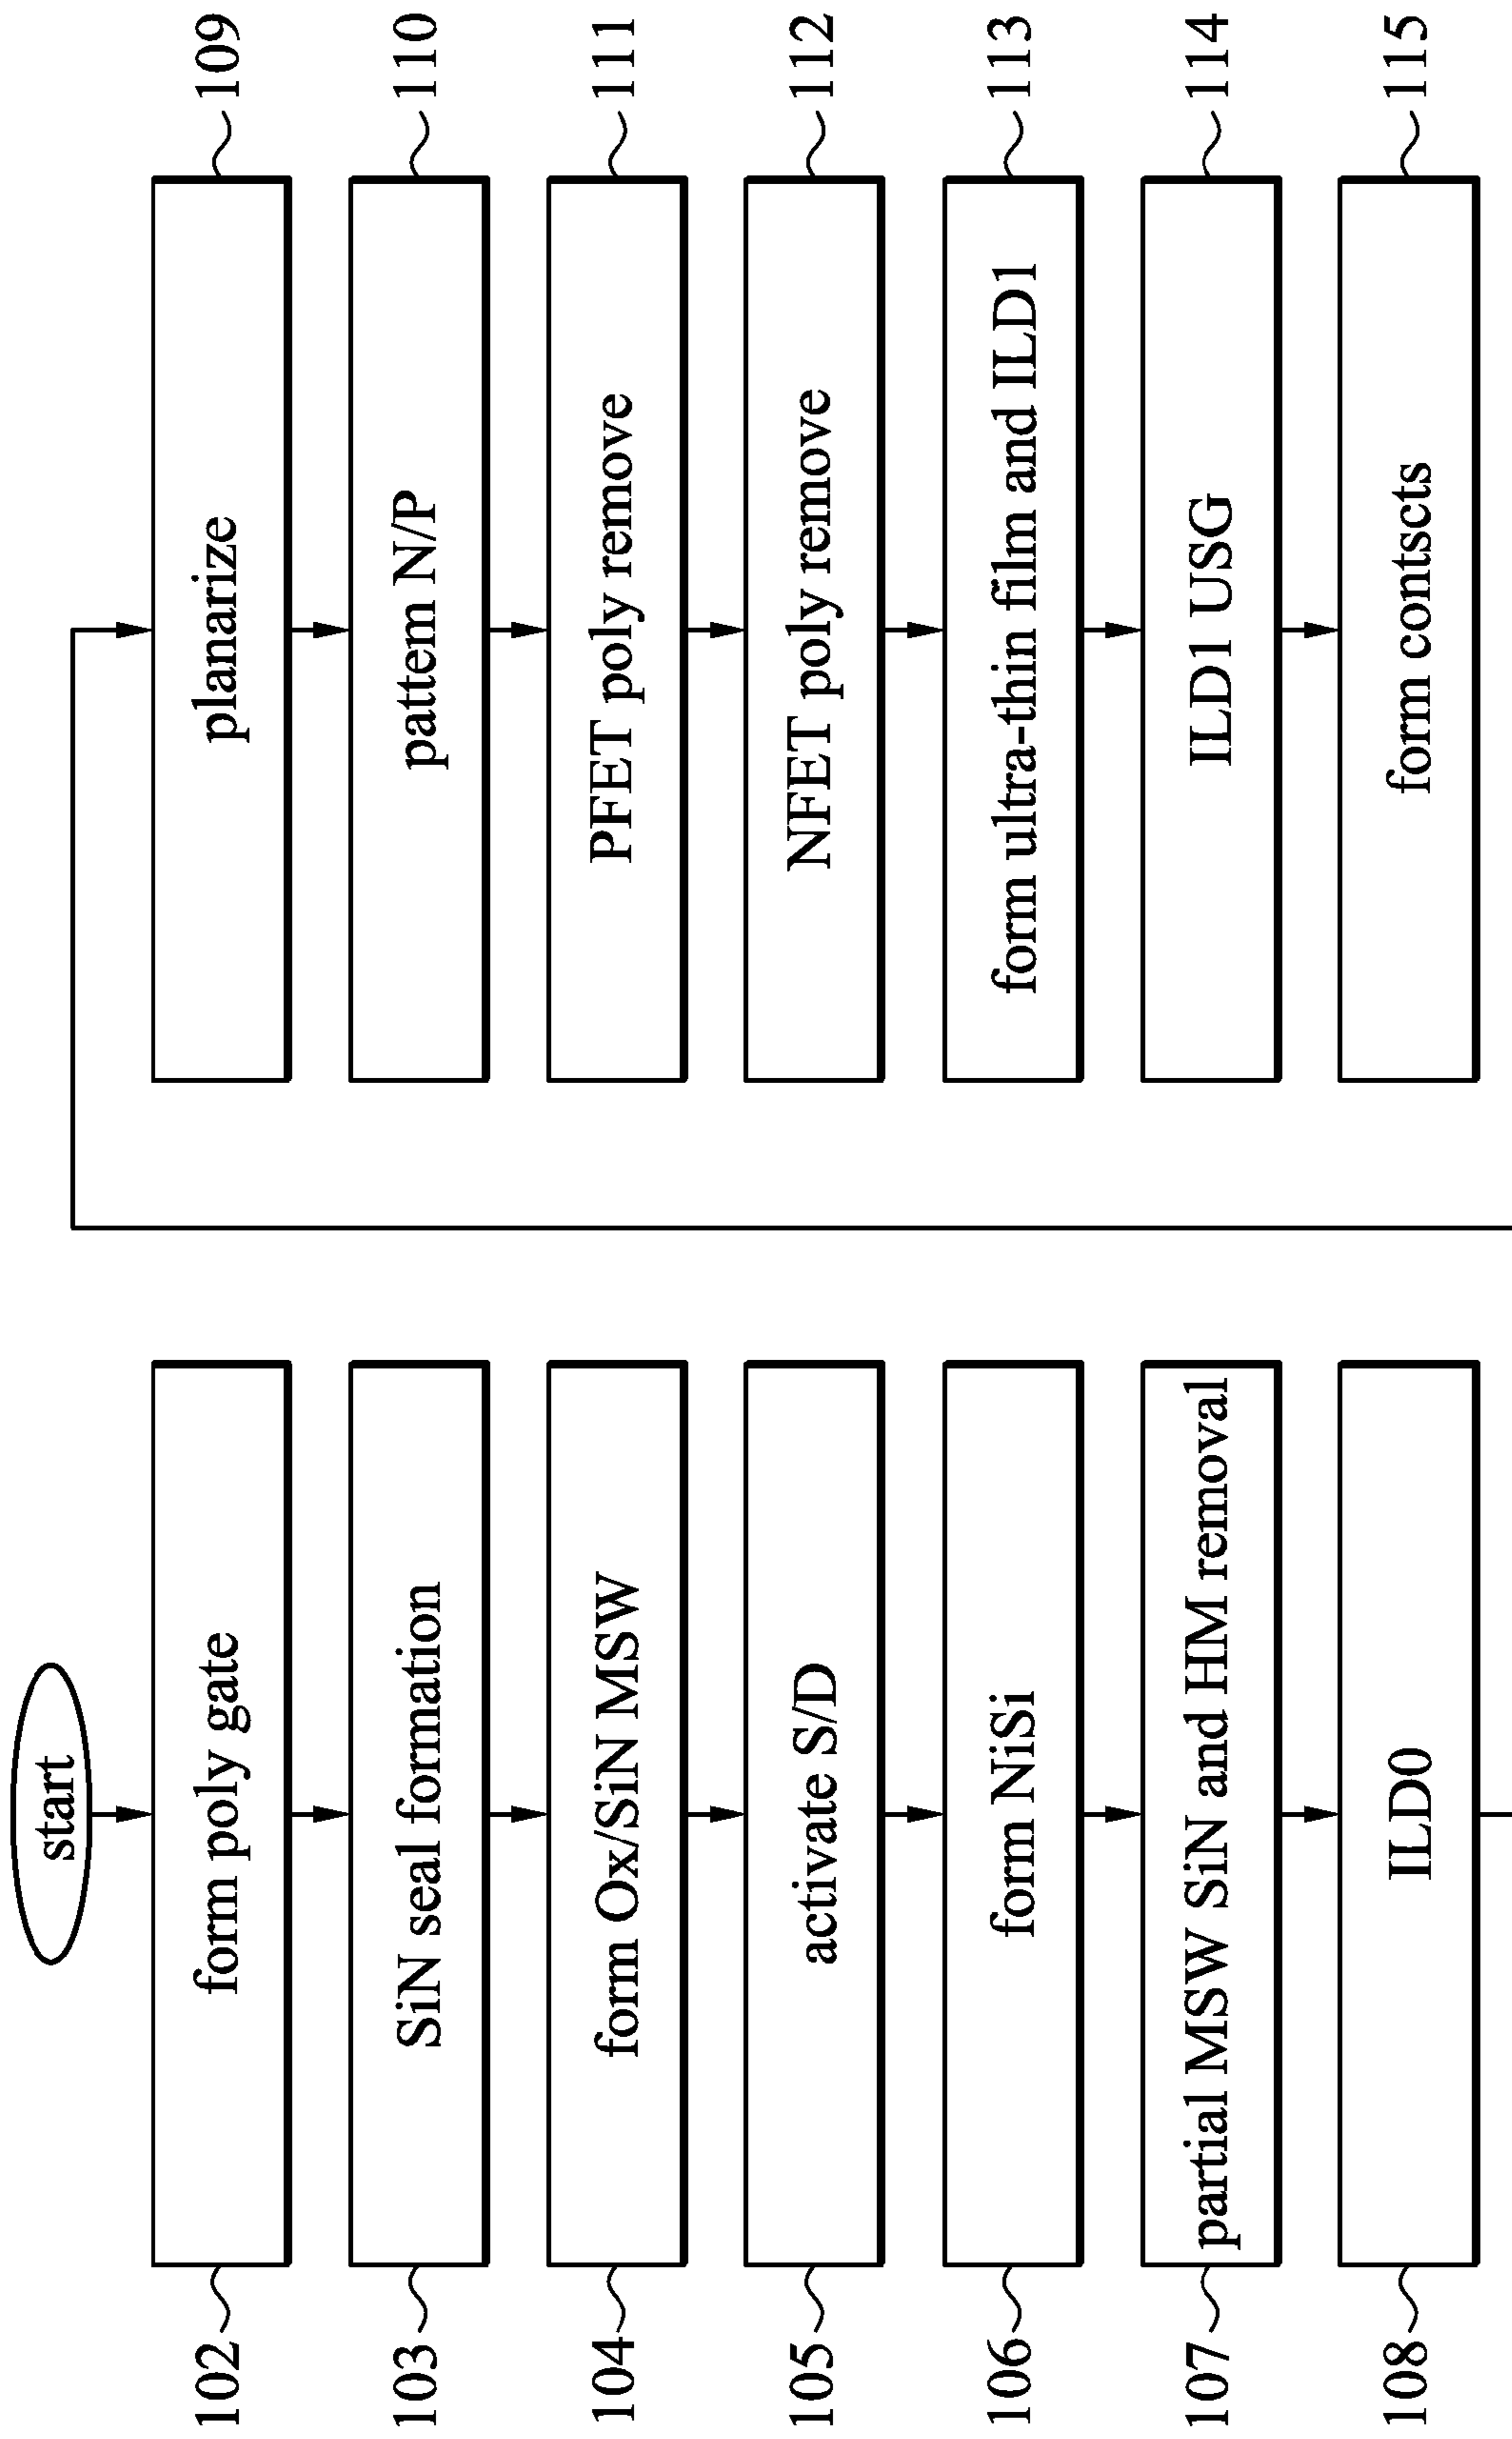 start
102
form poly gate
103
SiN seal formation
104
form Ox/SiN MSW
105
activate S/D
106
form NiSi
107
partial MSW SiN and HM removal
108
ILD0
planarize
109
pattem N/P
110
PFET poly remove
111
NFET poly remove
112
form ultra-thin film and ILD1
113
ILD1 USG
114
form contscts
115